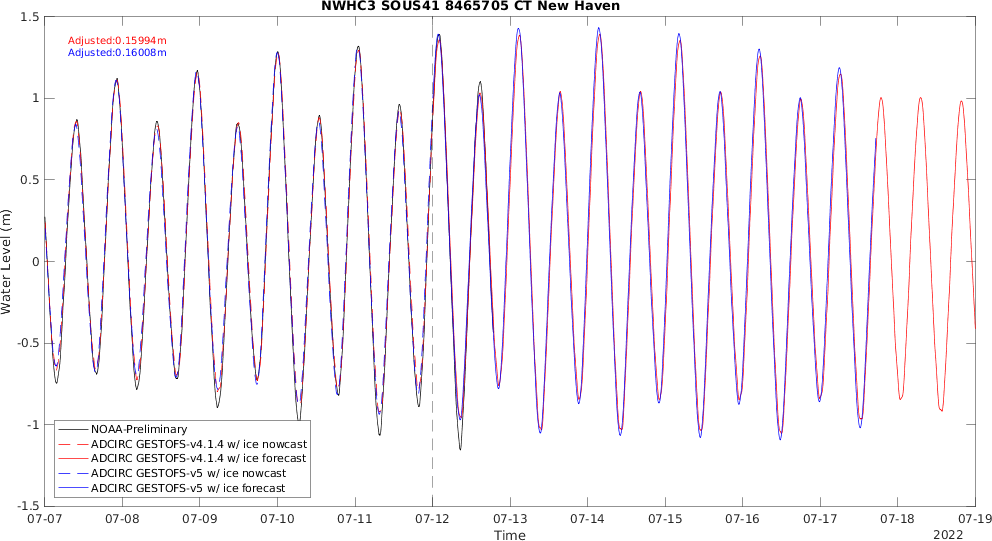 NWHC3 SOUS41 8465705 CT New Haven
Adjusted:0.15994m
Adjusted:0.16008m
Water Level (m)
1.5
1
0.5
0
-0.5
-1
-1.5
NOAA-Preliminary
ADCIRC GESTOFS-v4.1.4 w/ ice nowcast
ADCIRC GESTOFS-v4.1.4 w/ ice forecast
ADCIRC GESTOFS-v5 w/ ice nowcast
ADCIRC GESTOFS-v5 w/ ice forecast
07-07 07-08 07-09 07-10 07-11 07-12 07-13 07-14 07-15 07-16 07-17 07-18 07-19
Time
2022